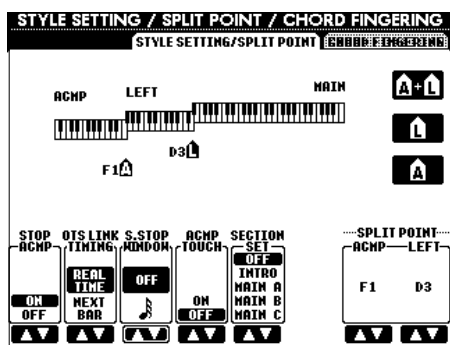 STYLE SETTING / SPLIT POINT / CHORD FINGERING
STYLE SETTING/SPLIT POINT CHORD FINGERING
ACMP LEFT MAIN
A+L
L
A
D3 L
F1 A
STOP ACMP
ON
OFF
OTS LINK TIMING
REAL TIME
NEXT BAR
S.STOP WINDOW
OFF
ACMP TOUCH
ON
OFF
SECTION SET
OFF
INTRO
MAIN A
MAIN B
MAIN C
SPLIT POINT
ACMP LEFT
F1 D3